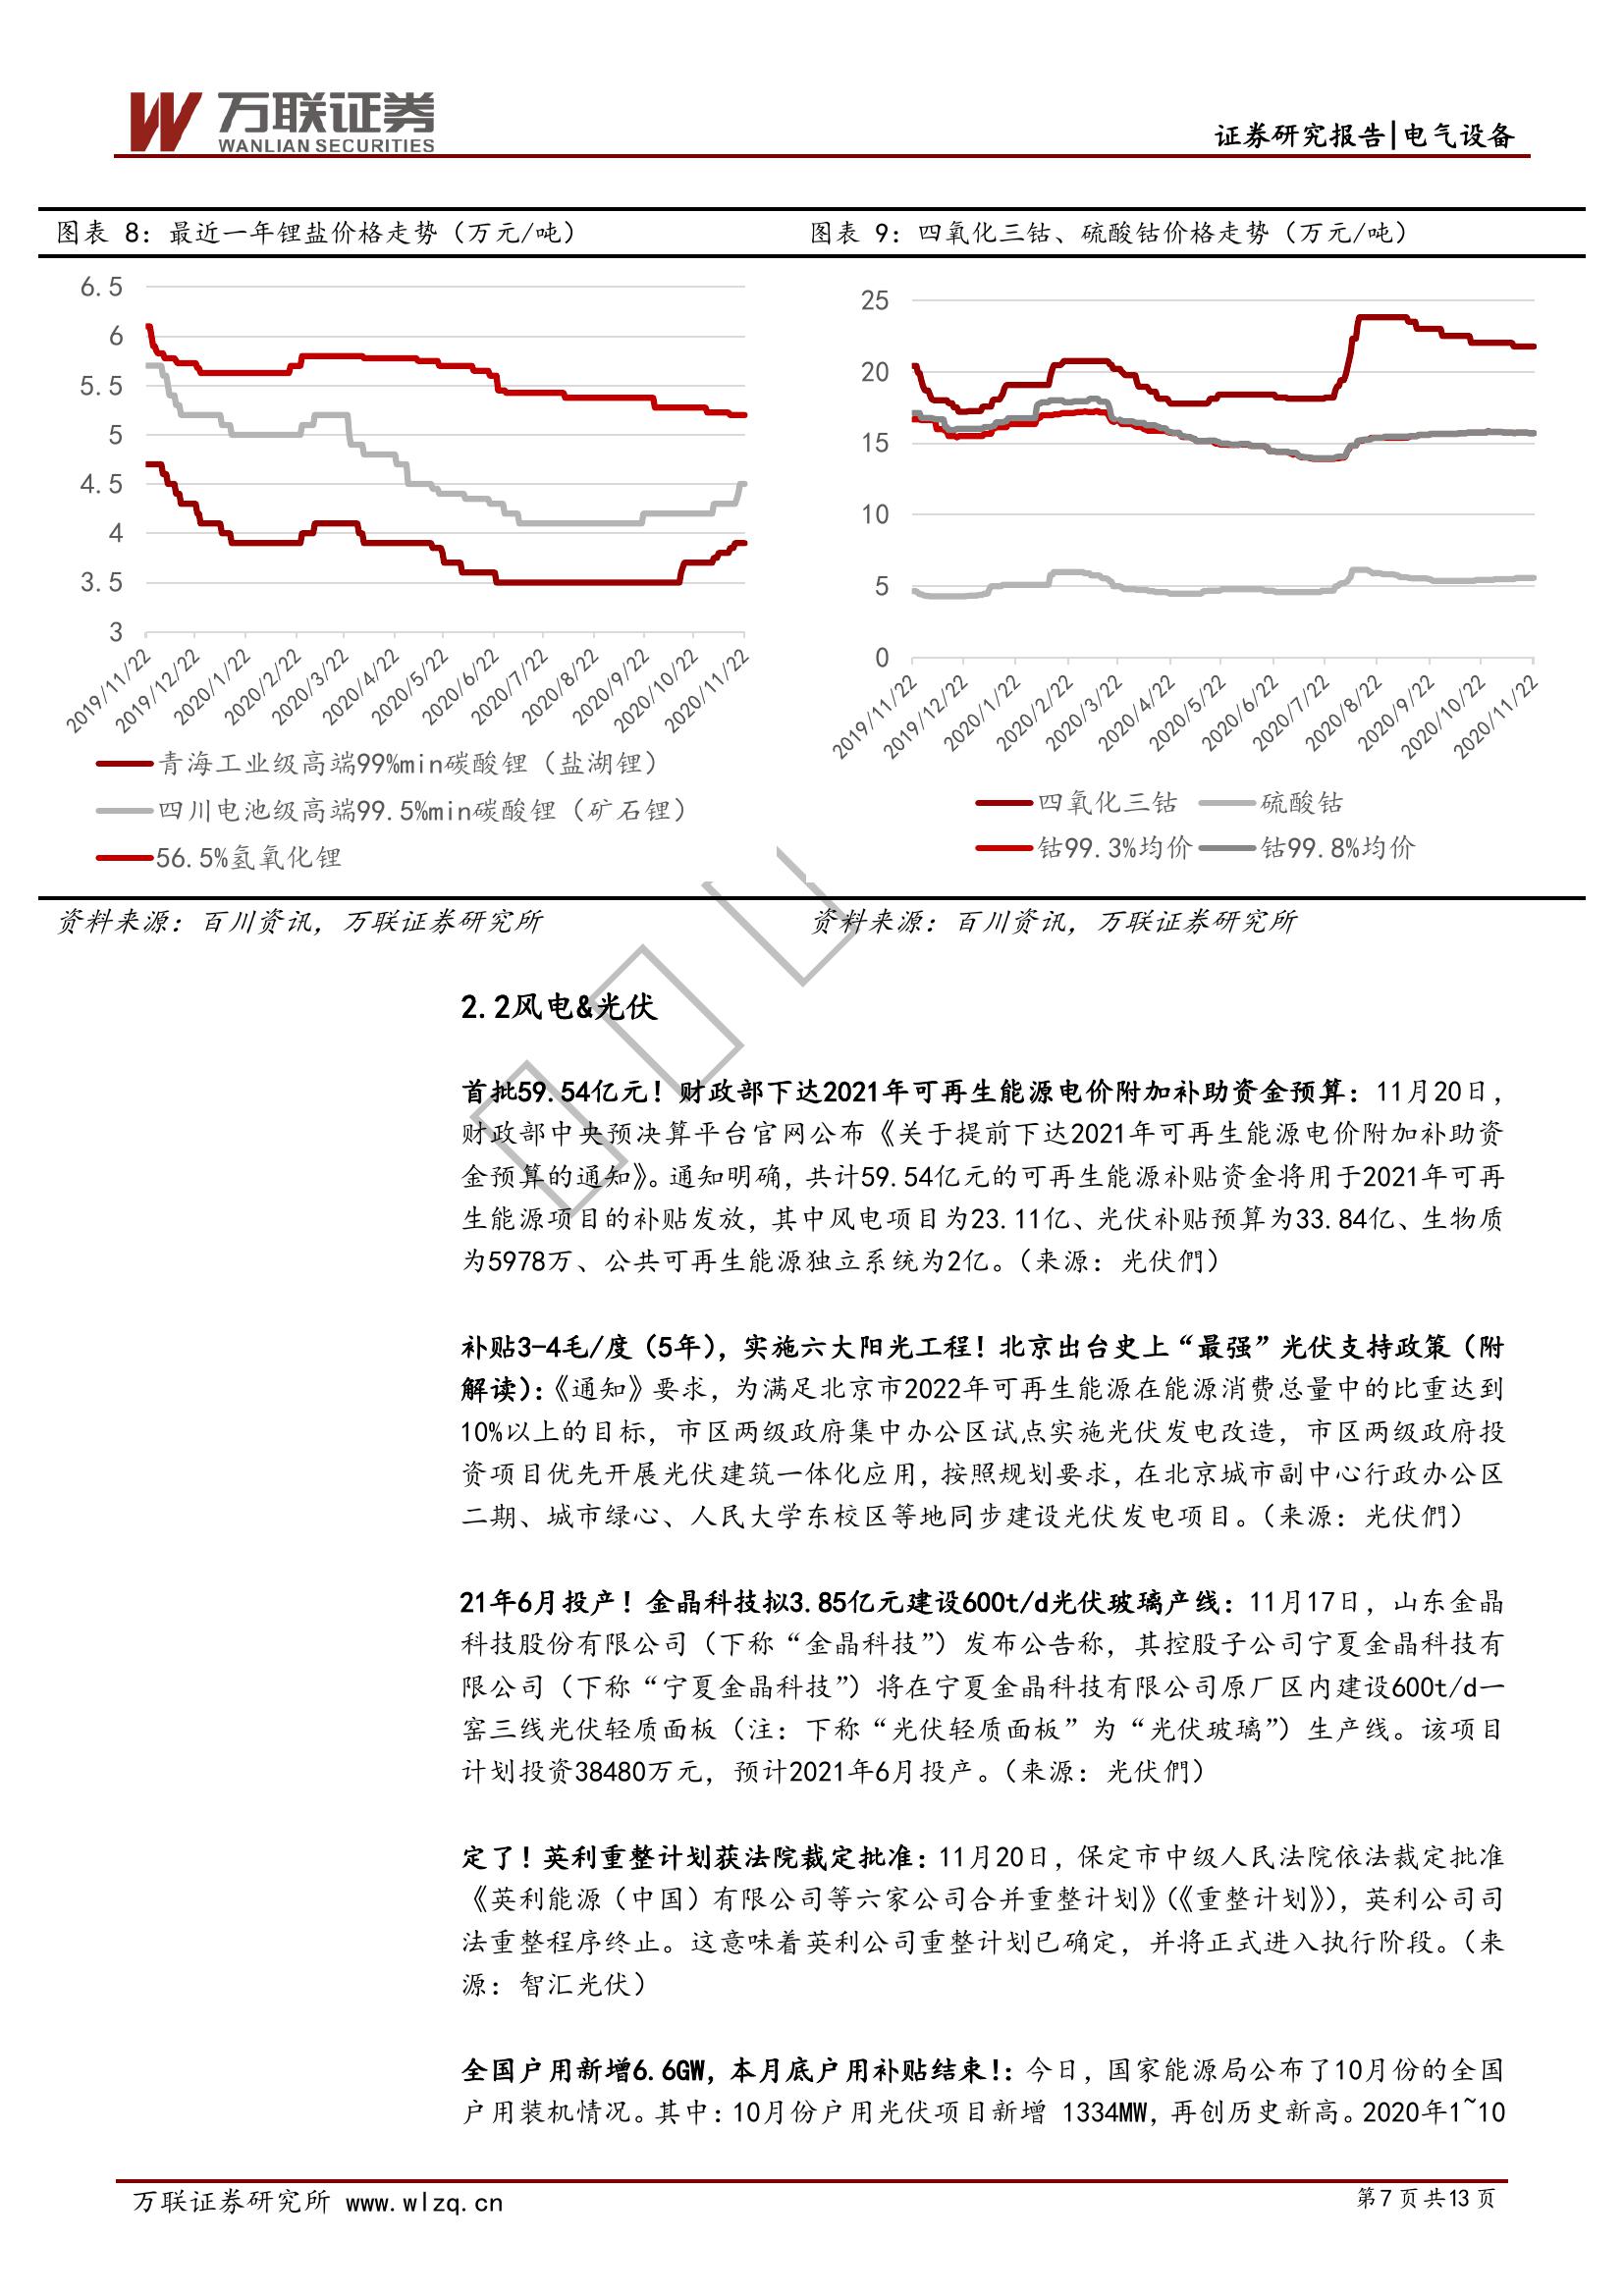 万联证券
WANLIAN SECURITIES
证券研究报告|电气设备
图表 8：最近一年锂盐价格走势（万元/吨）
6.5
6
5.5
5
4.5
4
3.5
3
2019/11/22
2019/12/22
2020/1/22
2020/2/22
2020/3/22
2020/4/22
2020/5/22
2020/6/22
2020/7/22
2020/8/22
2020/9/22
2020/10/22
2020/11/22
青海工业级高端99%min碳酸锂（盐湖锂）
四川电池级高端99.5%min碳酸锂（矿石锂）
56.5%氢氧化锂
资料来源：百川资讯，万联证券研究所
图表 9：四氧化三钴、硫酸钴价格走势（万元/吨）
25
20
15
10
5
0
2019/11/22
2019/12/22
2020/1/22
2020/2/22
2020/3/22
2020/4/22
2020/5/22
2020/6/22
2020/7/22
2020/8/22
2020/9/22
2020/10/22
2020/11/22
四氧化三钴 硫酸钴
钴99.3%均价 钴99.8%均价
资料来源：百川资讯，万联证券研究所
2.2风电&光伏
首批59.54亿元！财政部下达2021年可再生能源电价附加补助资金预算：11月20日，
财政部中央预决算平台官网公布《关于提前下达2021年可再生能源电价附加补助资
金预算的通知》。通知明确，共计59.54亿元的可再生能源补贴资金将用于2021年可再
生能源项目的补贴发放，其中风电项目为23.11亿、光伏补贴预算为33.84亿、生物质
为5978万、公共可再生能源独立系统为2亿。（来源：光伏們）
补贴3-4毛/度（5年），实施六大阳光工程！北京出台史上“最强”光伏支持政策（附
解读）：《通知》要求，为满足北京市2022年可再生能源在能源消费总量中的比重达到
10%以上的目标，市区两级政府集中办公区试点实施光伏发电改造，市区两级政府投
资项目优先开展光伏建筑一体化应用，按照规划要求，在北京城市副中心行政办公区
二期、城市绿心、人民大学东校区等地同步建设光伏发电项目。（来源：光伏們）
21年6月投产！金晶科技拟3.85亿元建设600t/d光伏玻璃产线：11月17日，山东金晶
科技股份有限公司（下称“金晶科技”）发布公告称，其控股子公司宁夏金晶科技有
限公司（下称“宁夏金晶科技”）将在宁夏金晶科技有限公司原厂区内建设600t/d一
窑三线光伏轻质面板（注：下称“光伏轻质面板”为“光伏玻璃”）生产线。该项目
计划投资38480万元，预计2021年6月投产。（来源：光伏們）
定了！英利重整计划获法院裁定批准：11月20日，保定市中级人民法院依法裁定批准
《英利能源（中国）有限公司等六家公司合并重整计划》（《重整计划》），英利公司司
法重整程序终止。这意味着英利公司重整计划已确定，并将正式进入执行阶段。（来
源：智汇光伏）
全国户用新增6.6GW，本月底户用补贴结束！：今日，国家能源局公布了10月份的全国
户用装机情况。其中：10月份户用光伏项目新增 1334MW，再创历史新高。2020年1~10
万联证券研究所 www.wlzq.cn
第7页共13页